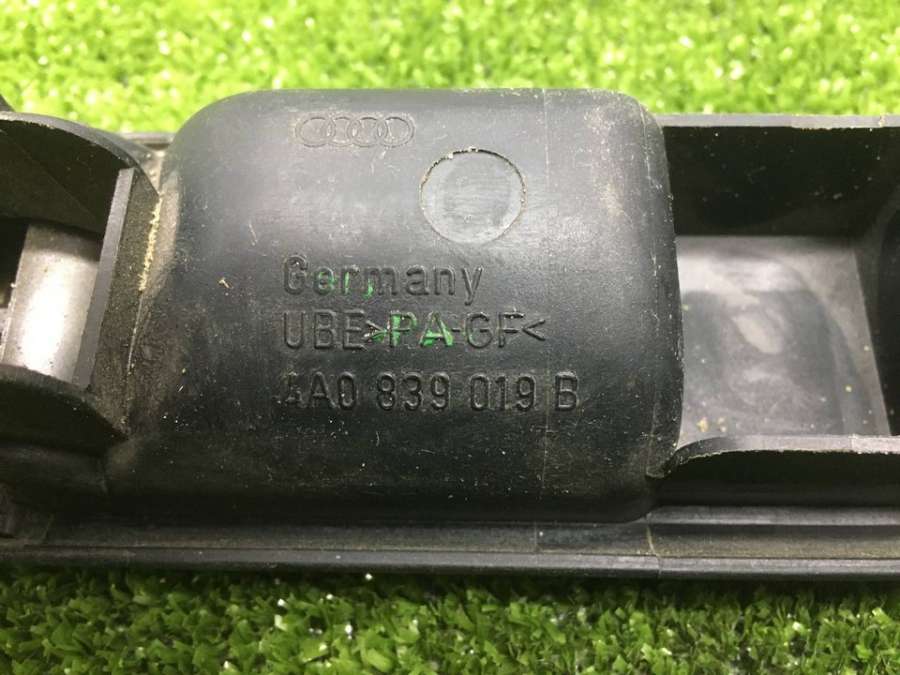 Germany
UBE >PA-GF<
4A0 839 019 B